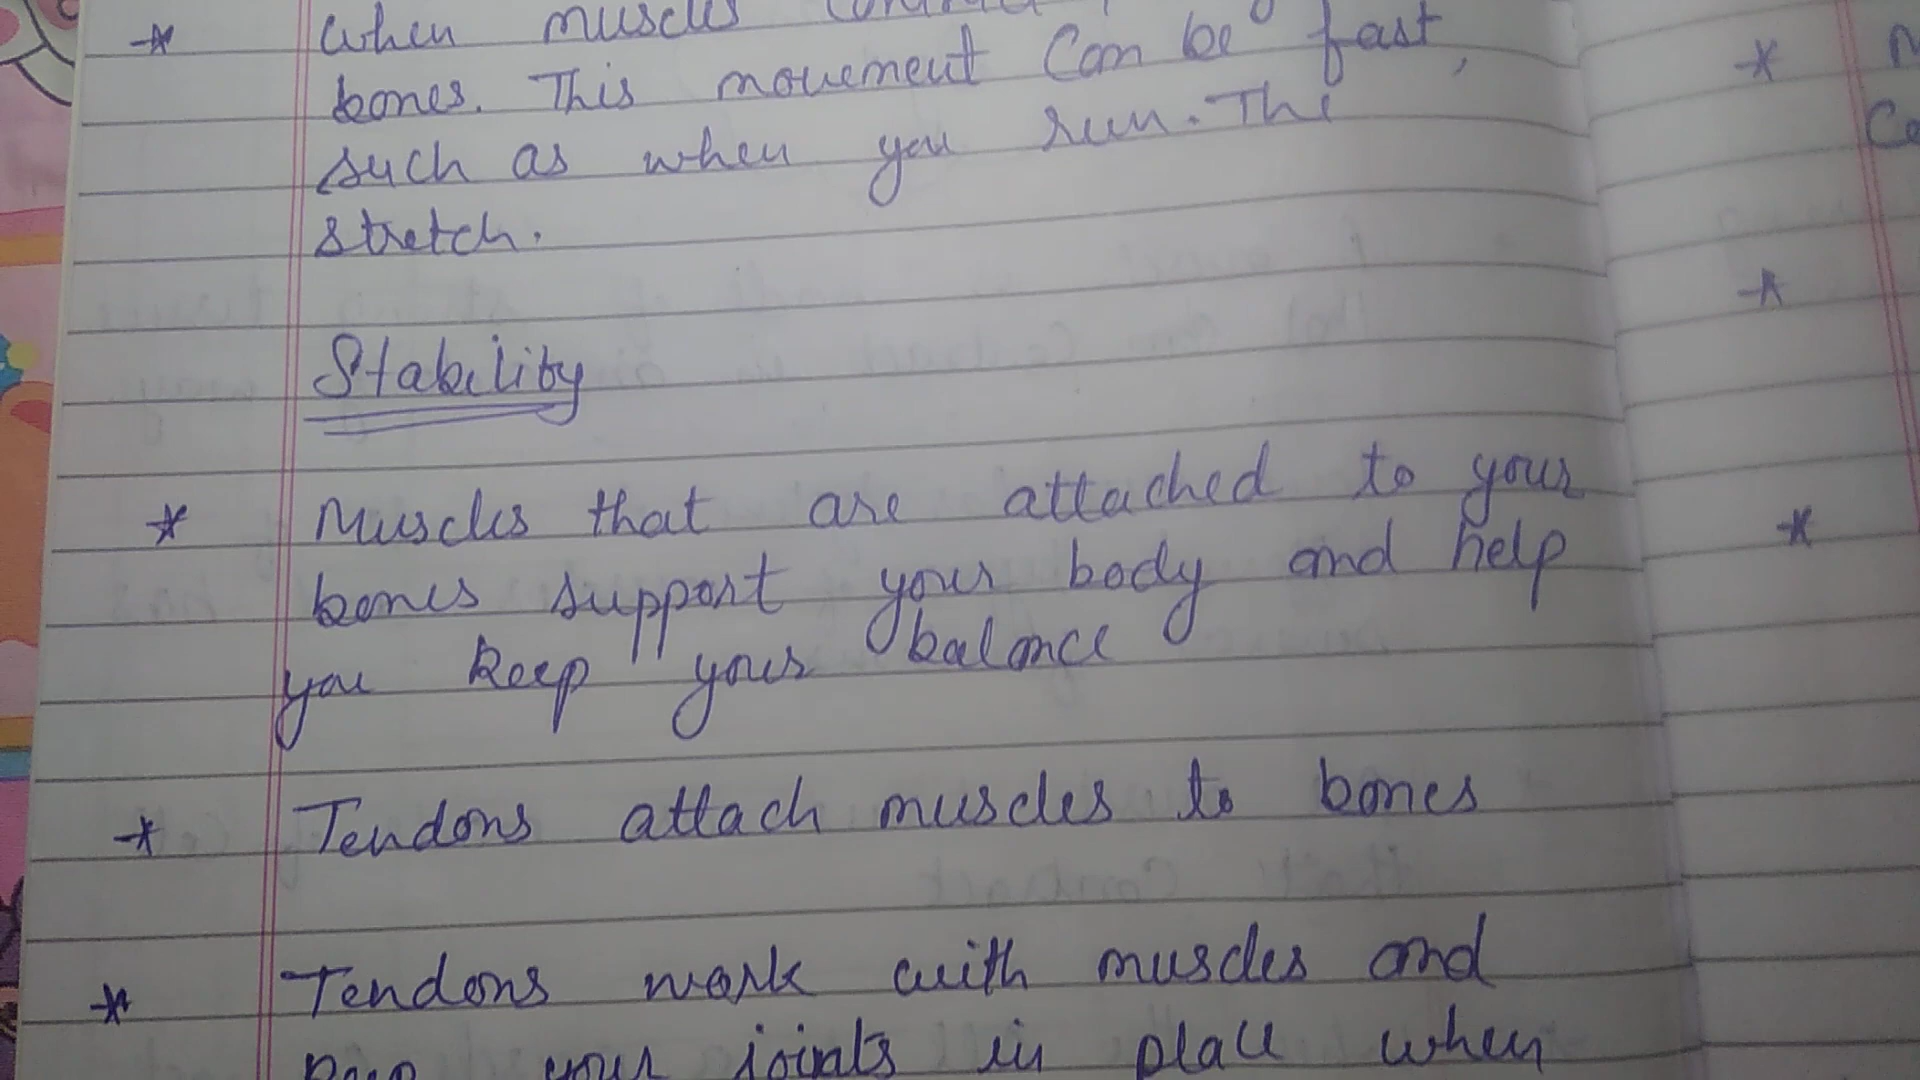 * When muscles
bones. This movement Can be fast,
such as when you run. The
stretch.
Stability
* Muscles that are attached to your
bones support your body and help
you keep your balance
* Tendons attach muscles to bones
* Tendons work with muscles and
your joints in place when
*
*
*